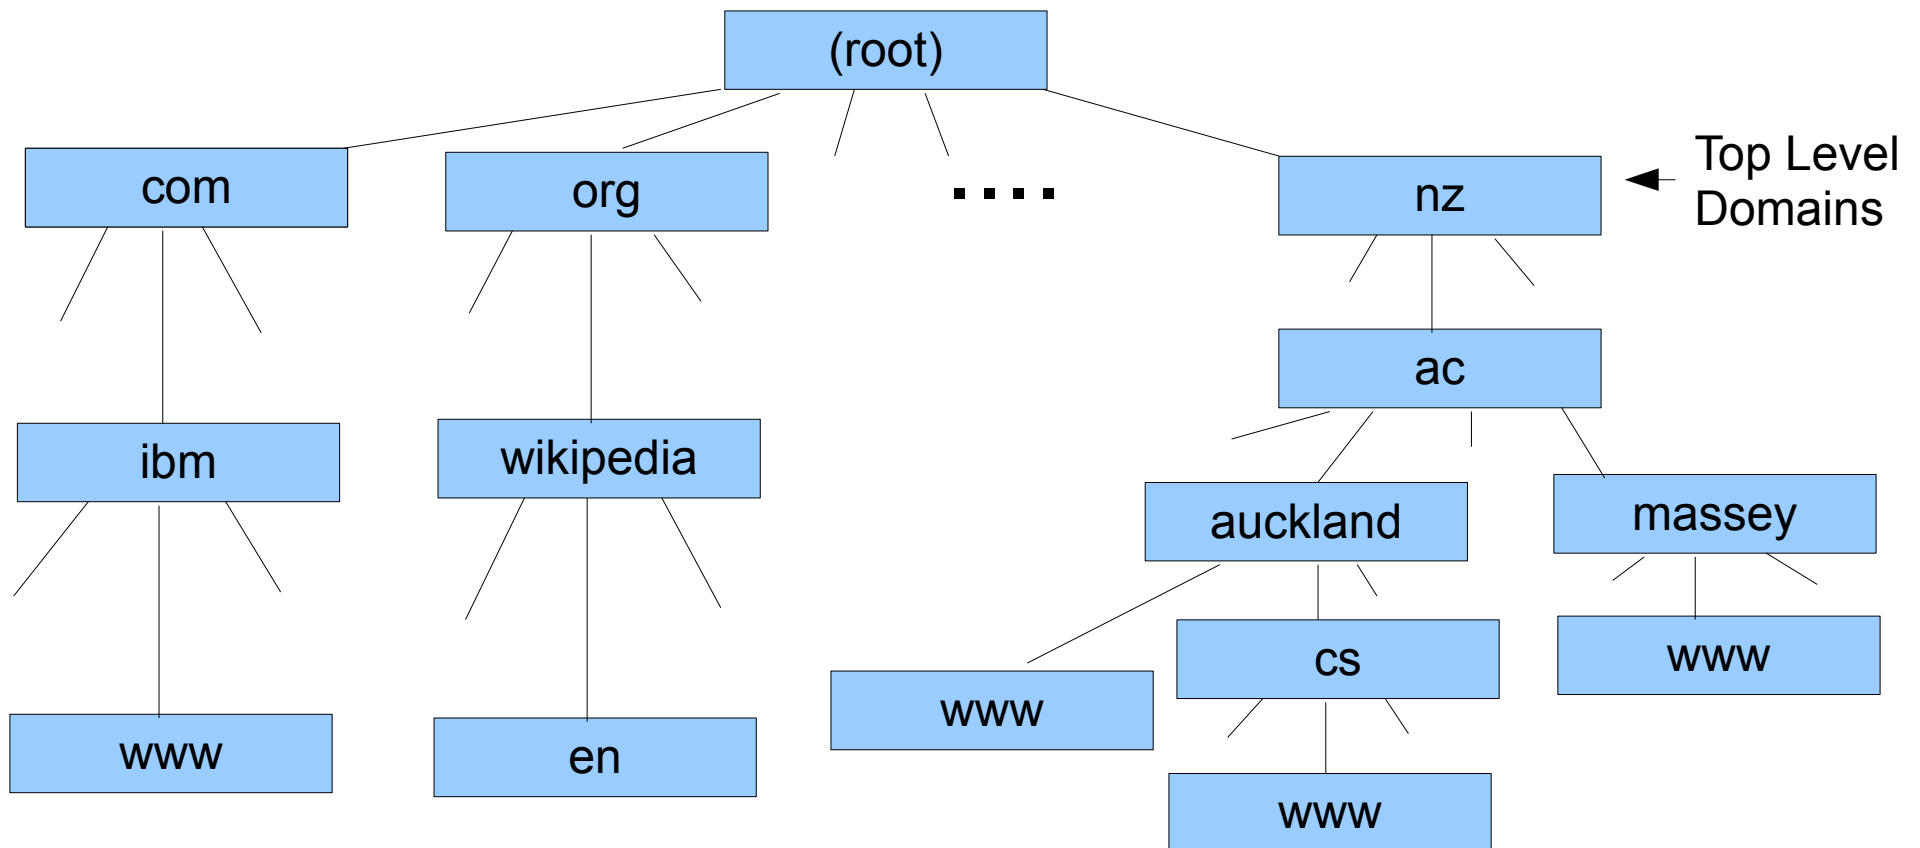 (root)
com
org
....
nz
Top Level
Domains
ac
ibm
wikipedia
auckland
massey
www
cs
www
www
en
www